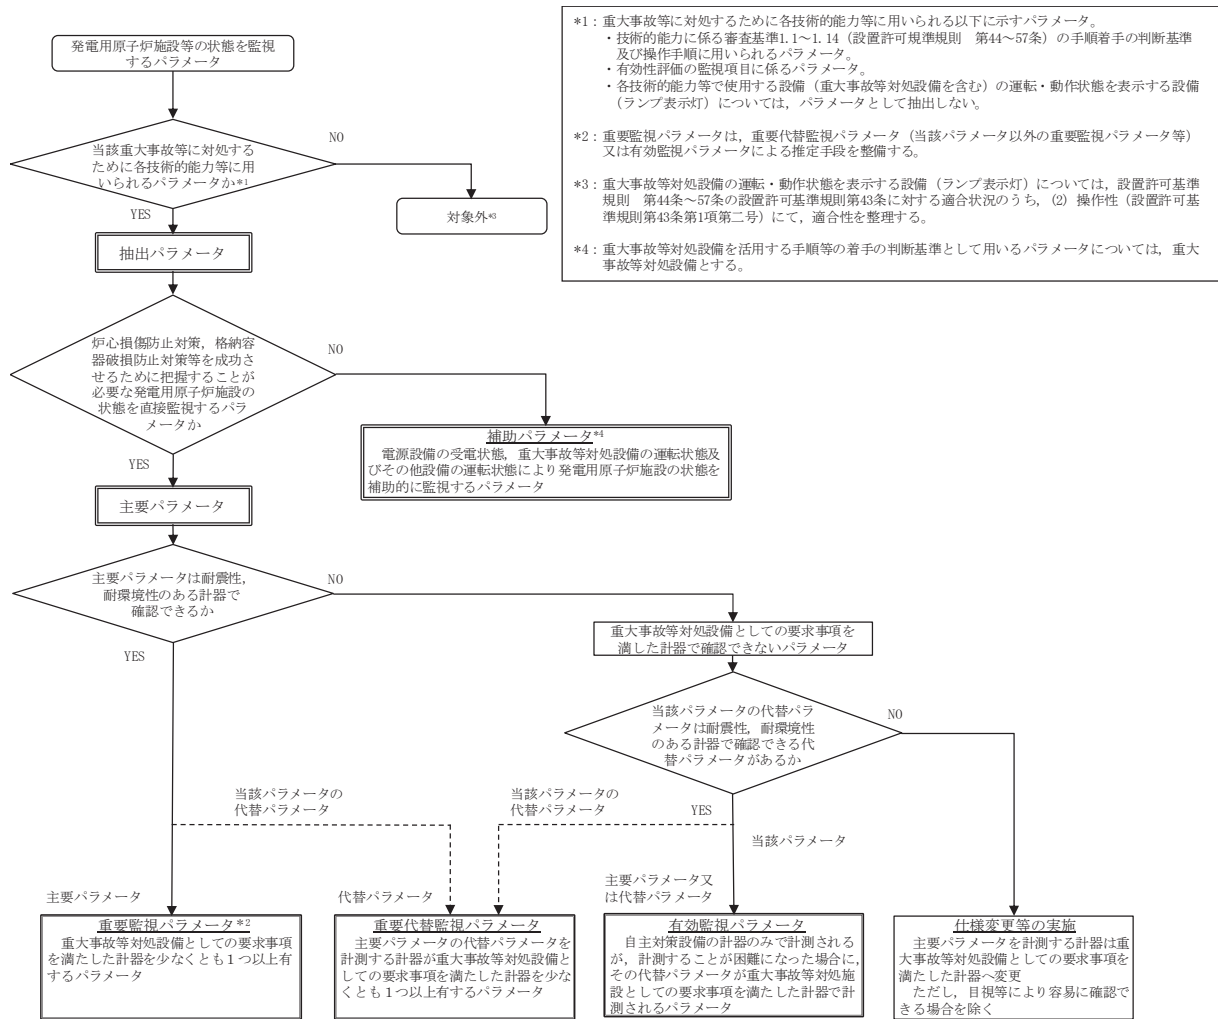 発電用原子炉施設等の状態を監視
するパラメータ
当該重大事故等に対処する
ために各技術的能力等に用
いられるパラメータか*1
NO
YES
対象外*3
抽出パラメータ
炉心損傷防止対策，格納容
器破損防止対策等を成功さ
せるために把握することが
必要な発電用原子炉施設の
状態を直接監視するパラ
メータか
NO
YES
補助パラメータ*4
電源設備の受電状態，重大事故等対処設備の運転状態及
びその他設備の運転状態により発電用原子炉施設の状態を
補助的に監視するパラメータ
主要パラメータ
主要パラメータは耐震性，
耐環境性のある計器で
確認できるか
NO
YES
重大事故等対処設備としての要求事項を
満した計器で確認できないパラメータ
当該パラメータの代替パラ
メータは耐震性，耐環境性
のある計器で確認できる代
替パラメータがあるか
NO
YES
当該パラメータの
代替パラメータ
当該パラメータの
代替パラメータ
当該パラメータ
主要パラメータ
代替パラメータ
主要パラメータ又
は代替パラメータ
重要監視パラメータ*2
重大事故等対処設備としての要求事項
を満たした計器を少なくとも１つ以上有
するパラメータ
重要代替監視パラメータ
主要パラメータの代替パラメータを
計測する計器が重大事故等対処設備と
しての要求事項を満たした計器を少な
くとも１つ以上有するパラメータ
有効監視パラメータ
自主対策設備の計器のみで計測される
が，計測することが困難になった場合に，
その代替パラメータが重大事故等対処施
設としての要求事項を満たした計器で計
測されるパラメータ
仕様変更等の実施
主要パラメータを計測する計器は重
大事故等対処設備としての要求事項を
満たした計器へ変更
ただし，目視等により容易に確認で
きる場合を除く
*1：重大事故等に対処するために各技術的能力等に用いられる以下に示すパラメータ。
・技術的能力に係る審査基準1.1～1.14（設置許可規準規則　第44～57条）の手順着手の判断基準
及び操作手順に用いられるパラメータ。
・有効性評価の監視項目に係るパラメータ。
・各技術的能力等で使用する設備（重大事故等対処設備を含む）の運転・動作状態を表示する設備
（ランプ表示灯）については，パラメータとして抽出しない。
*2：重要監視パラメータは，重要代替監視パラメータ（当該パラメータ以外の重要監視パラメータ等）
又は有効監視パラメータによる推定手段を整備する。
*3：重大事故等対処設備の運転・動作状態を表示する設備（ランプ表示灯）については，設置許可基準
規則　第44条～57条の設置許可基準規則第43条に対する適合状況のうち，(2) 操作性（設置許可基
準規則第43条第1項第二号）にて，適合性を整理する。
*4：重大事故等対処設備を活用する手順等の着手の判断基準として用いるパラメータについては，重大
事故等対処設備とする。